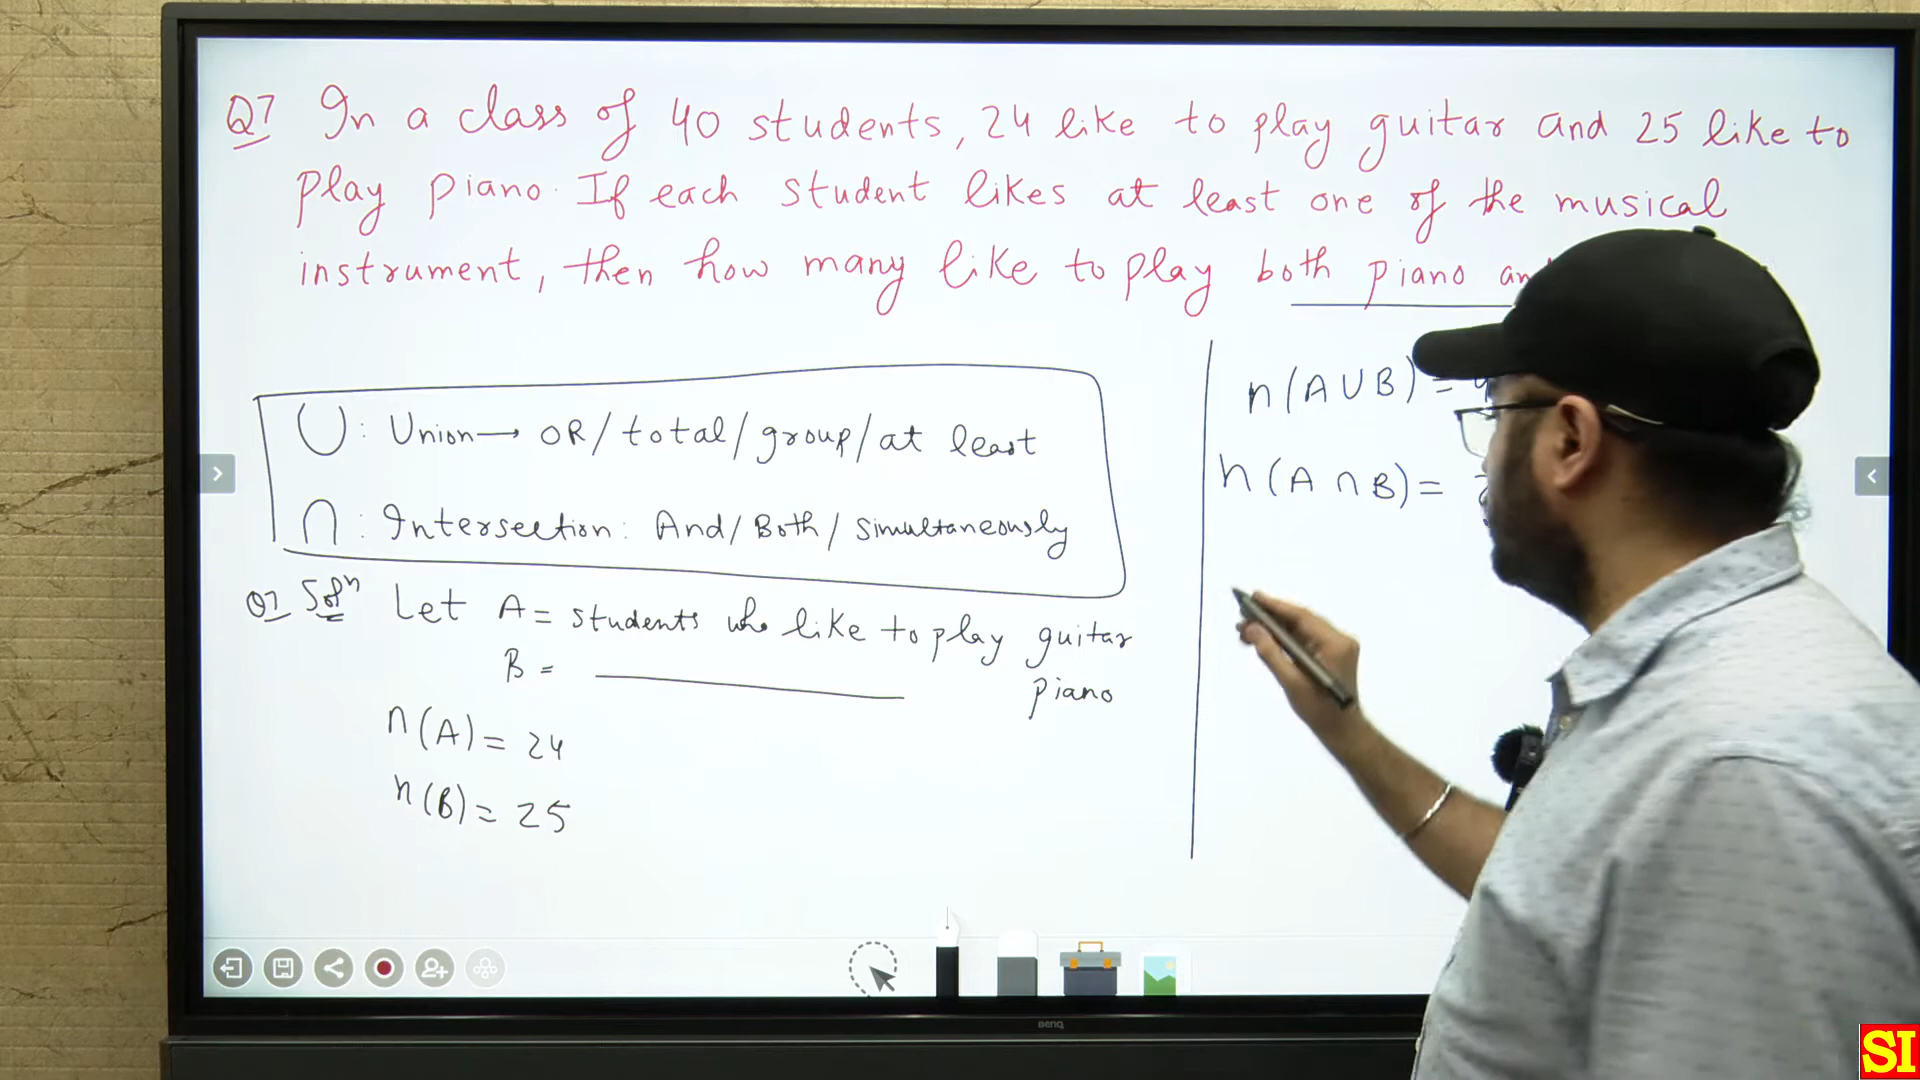 Q7 In a class of 40 students, 24 like to play guitar and 25 like to
play piano. If each student likes at least one of the musical
instrument, then how many like to play both piano
U : Union → OR/total/group/at least
∩ : Intersection: And/Both/Simultaneously
Q7 Solⁿ Let A = students who like to play guitar
B = piano
n(A) = 24
n(B) = 25
n(A∪B) =
n(A∩B) =
BENQ
SI